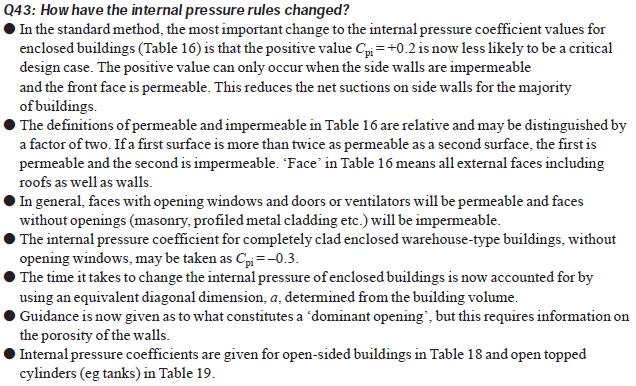 Q43: How have the internal pressure rules changed?
● In the standard method, the most important change to the internal pressure coefficient values for
enclosed buildings (Table 16) is that the positive value Cpi=+0.2 is now less likely to be a critical
design case. The positive value can only occur when the side walls are impermeable
and the front face is permeable. This reduces the net suctions on side walls for the majority
of buildings.
● The definitions of permeable and impermeable in Table 16 are relative and may be distinguished by
a factor of two. If a first surface is more than twice as permeable as a second surface, the first is
permeable and the second is impermeable. ‘Face’ in Table 16 means all external faces including
roofs as well as walls.
● In general, faces with opening windows and doors or ventilators will be permeable and faces
without openings (masonry, profiled metal cladding etc.) will be impermeable.
● The internal pressure coefficient for completely clad enclosed warehouse-type buildings, without
opening windows, may be taken as Cpi=–0.3.
● The time it takes to change the internal pressure of enclosed buildings is now accounted for by
using an equivalent diagonal dimension, a, determined from the building volume.
● Guidance is now given as to what constitutes a ‘dominant opening’, but this requires information on
the porosity of the walls.
● Internal pressure coefficients are given for open-sided buildings in Table 18 and open topped
cylinders (eg tanks) in Table 19.